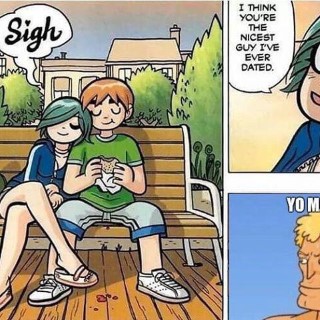 Sigh
I THINK
YOU'RE
THE
NICEST
GUY I'VE
EVER
DATED.
YO M